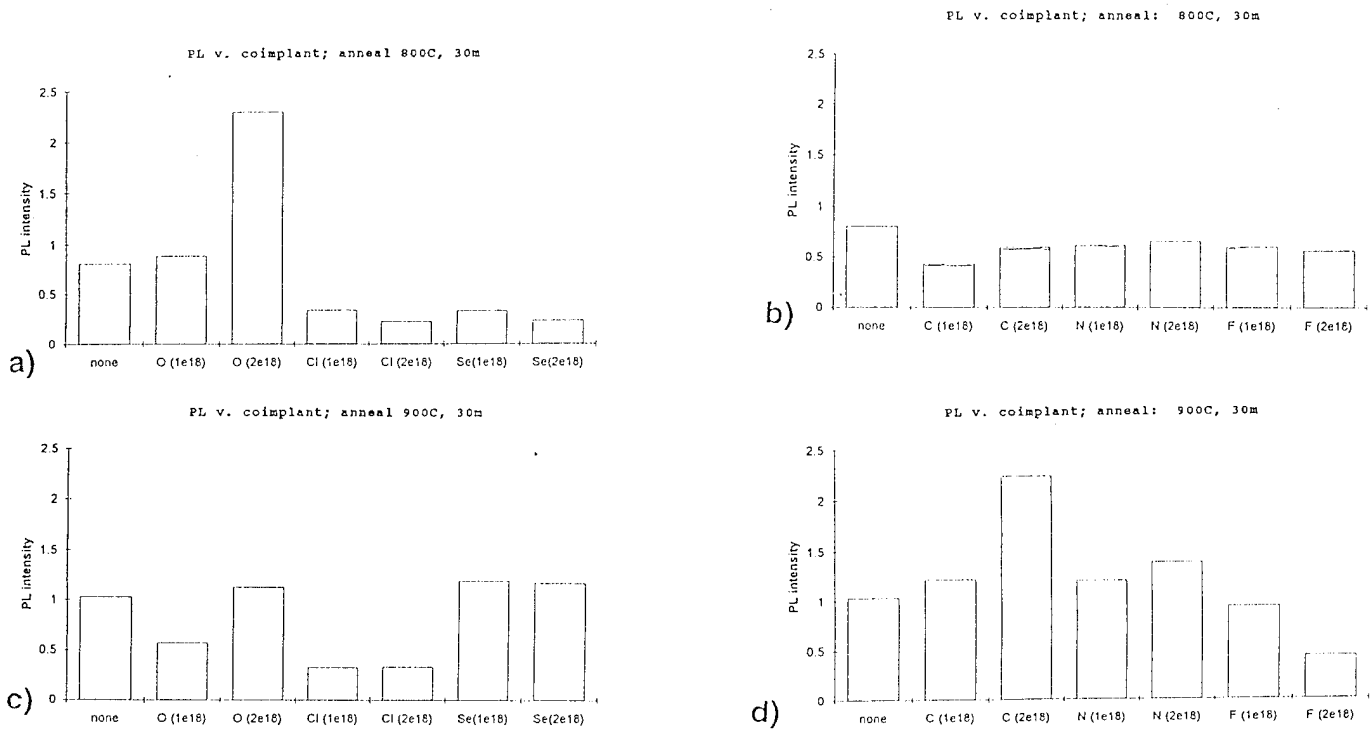 PL v. coimplant; anneal 800C, 30m
2.5
2
1.5
1
0.5
0
PL intensity
none O (1e18) O (2e18) Cl (1e18) Cl (2e18) Se(1e18) Se(2e18)
a)
PL v. coimplant; anneal: 800C, 30m
2.5
2
1.5
1
0.5
0
PL intensity
none C (1e18) C (2e18) N (1e18) N (2e18) F (1e18) F (2e18)
b)
PL v. coimplant; anneal 900C, 30m
2.5
2
1.5
1
0.5
0
PL intensity
none O (1e18) O (2e18) Cl (1e18) Cl (2e18) Se(1e18) Se(2e18)
c)
PL v. coimplant; anneal: 900C, 30m
2.5
2
1.5
1
0.5
0
PL intensity
none C (1e18) C (2e18) N (1e18) N (2e18) F (1e18) F (2e18)
d)